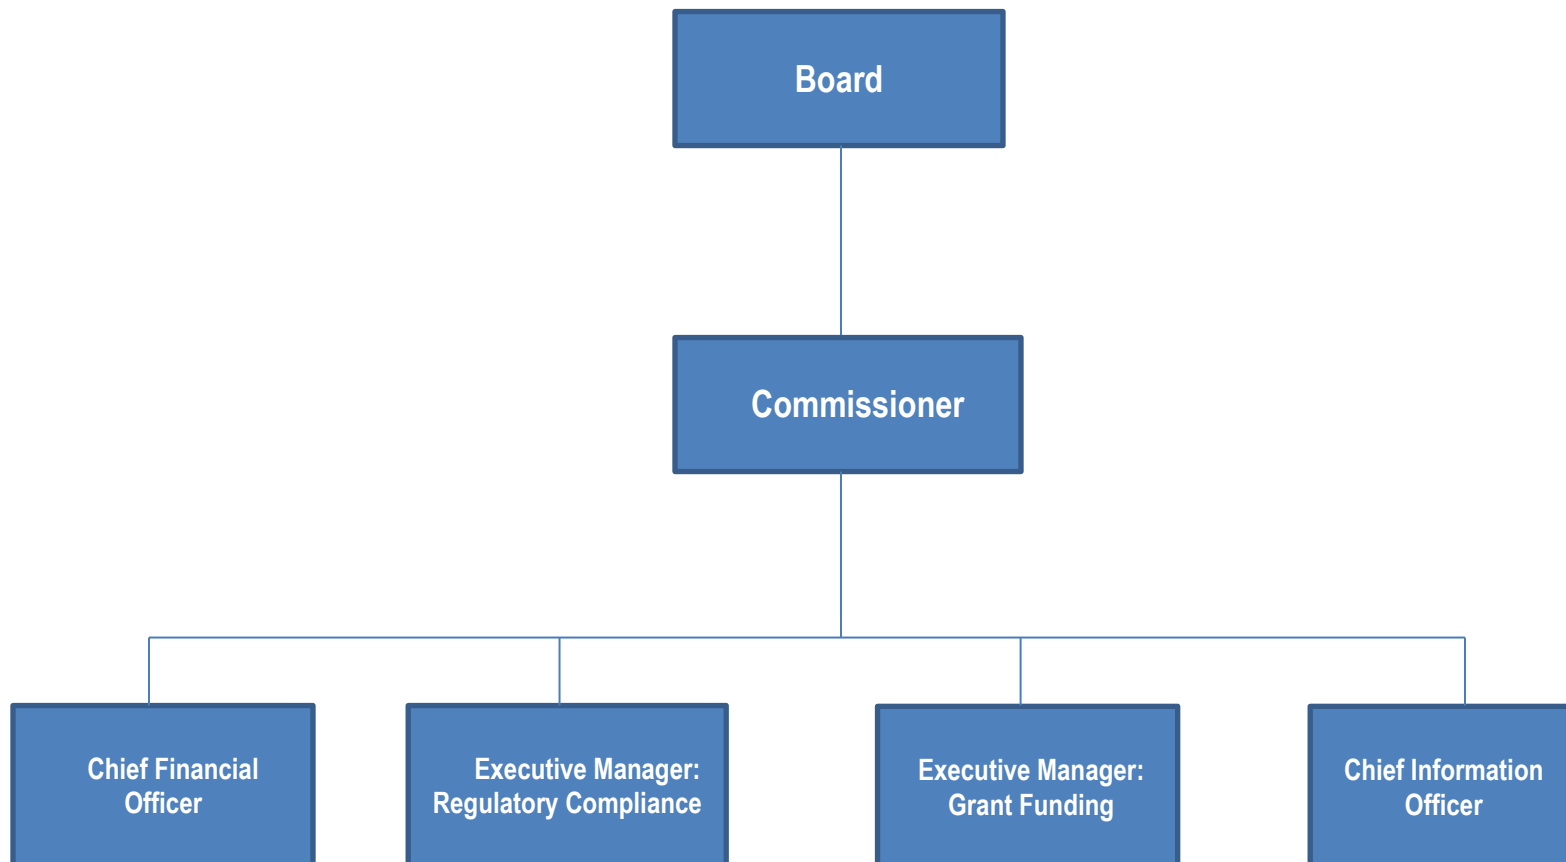 Board
Commissioner
Chief Financial
Officer
Executive Manager:
Regulatory Compliance
Executive Manager:
Grant Funding
Chief Information
Officer